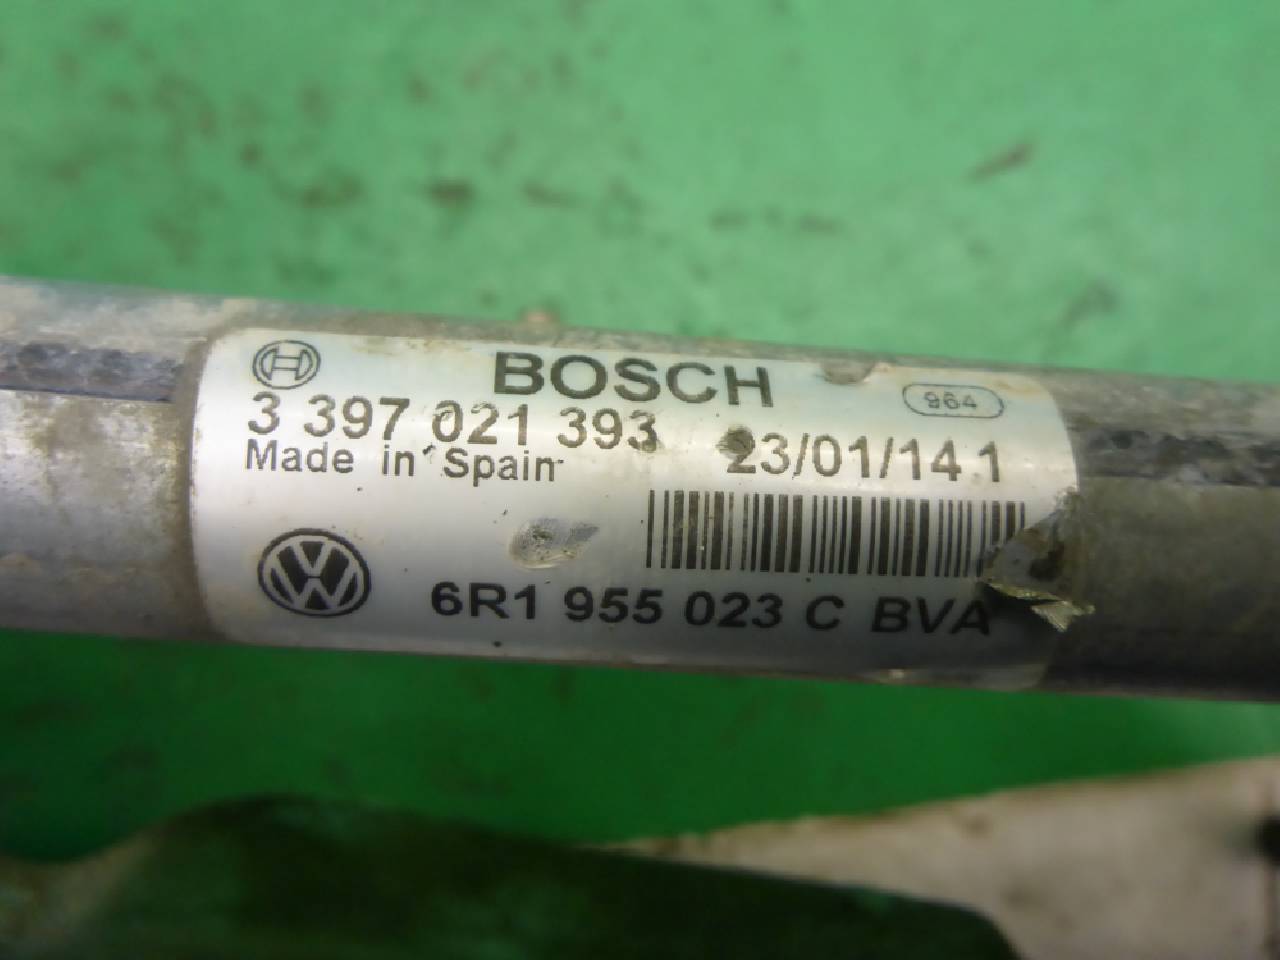 BOSCH
964
3 397 021 393 23/01/14 1
Made in Spain
6R1 955 023 C BVA